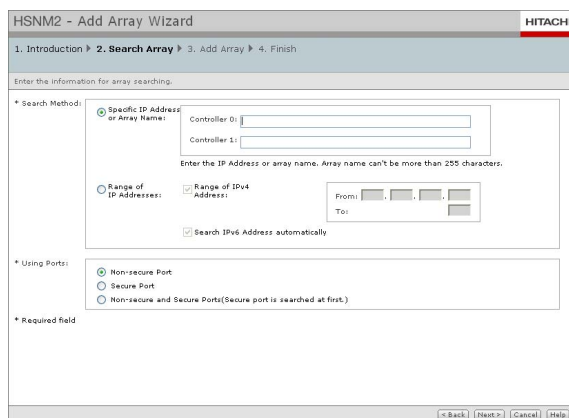 HSNM2 - Add Array Wizard
HITACHI
1. Introduction 2. Search Array 3. Add Array 4. Finish
Enter the information for array searching.
* Search Method:
Specific IP Address
or Array Name:
Controller 0:
Controller 1:
Enter the IP Address or array name. Array name can't be more than 255 characters.
Range of
IP Addresses:
Range of IPv4
Address:
From: . . .
To:
Search IPv6 Address automatically
* Using Ports:
Non-secure Port
Secure Port
Non-secure and Secure Ports(Secure port is searched at first.)
* Required field
< Back Next > Cancel Help